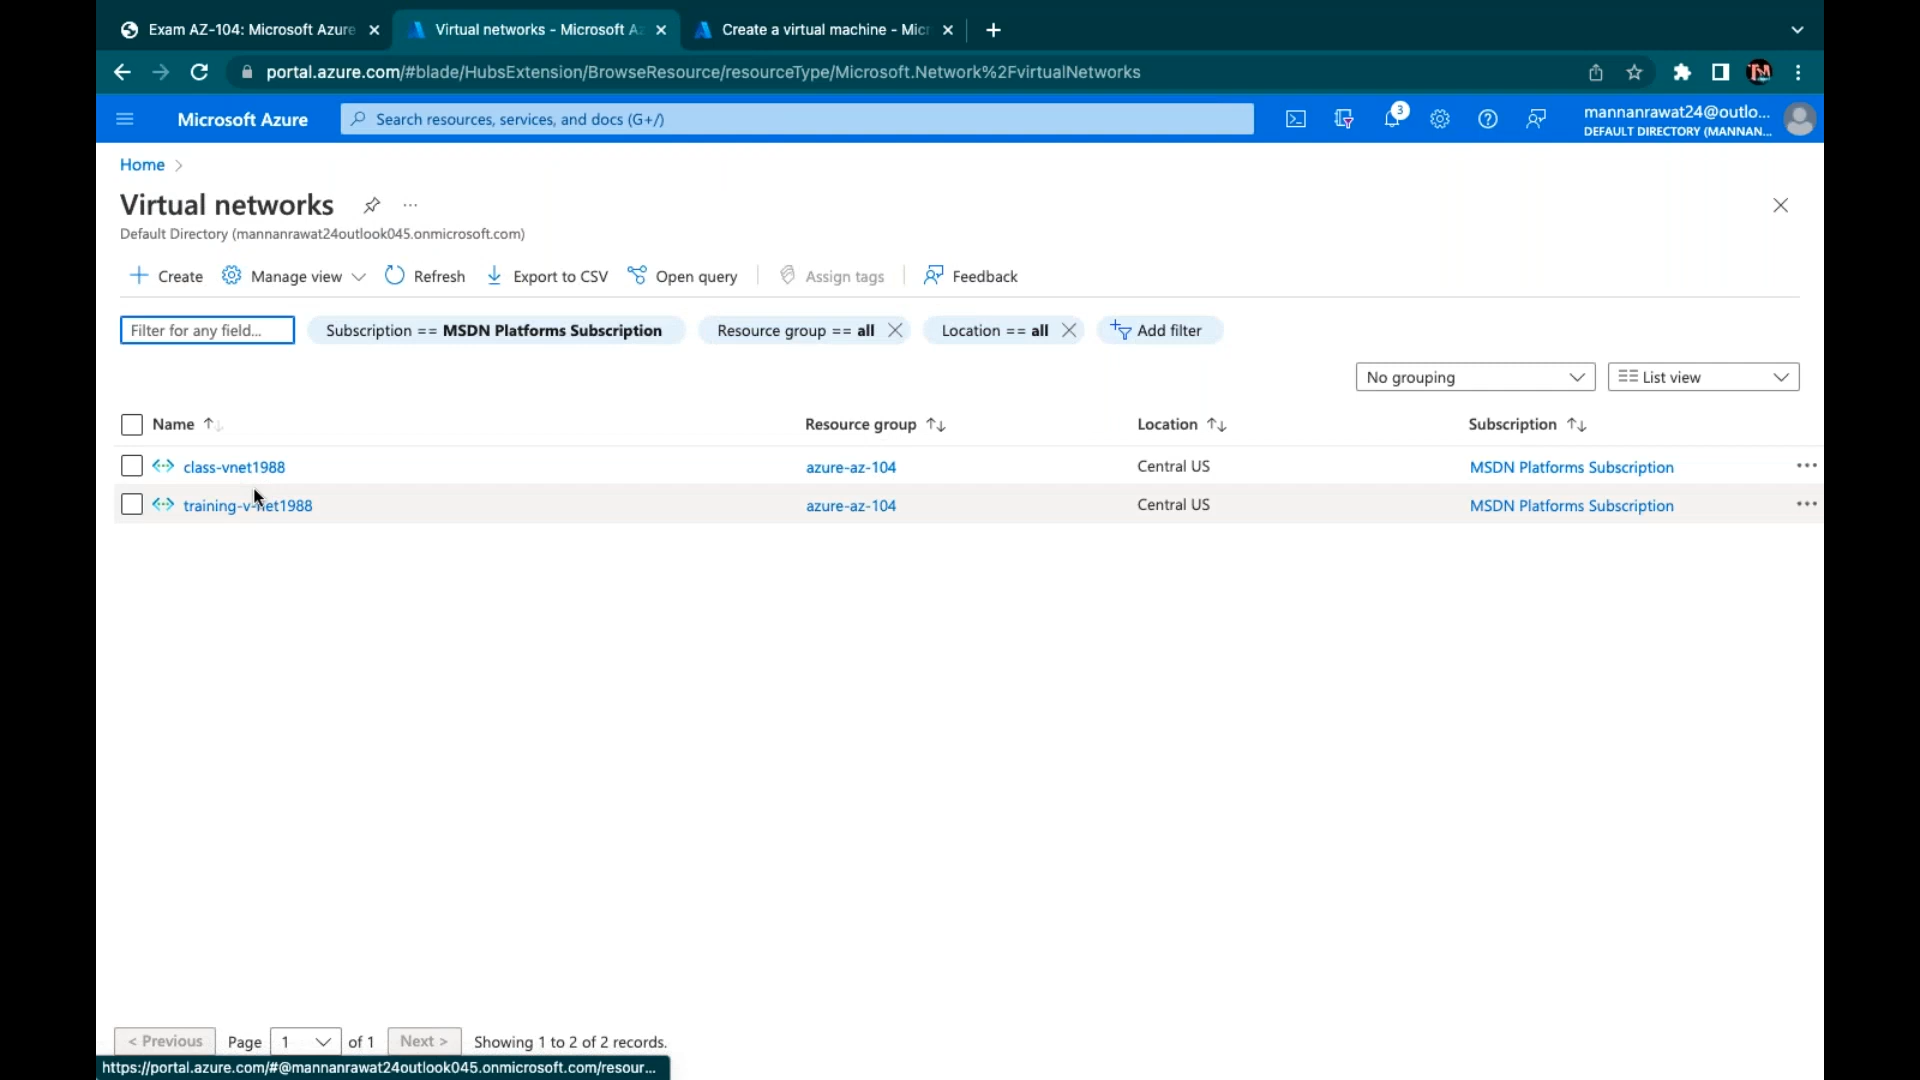 Exam AZ-104: Microsoft Azure
Virtual networks - Microsoft Az
Create a virtual machine - Micr
portal.azure.com/#blade/HubsExtension/BrowseResource/resourceType/Microsoft.Network%2FvirtualNetworks
Microsoft Azure
Search resources, services, and docs (G+/)
3
mannanrawat24@outlo...
DEFAULT DIRECTORY (MANNAN...
Home
Virtual networks
Default Directory (mannanrawat24outlook045.onmicrosoft.com)
Create
Manage view
Refresh
Export to CSV
Open query
Assign tags
Feedback
Filter for any field...
Subscription == MSDN Platforms Subscription
Resource group == all
Location == all
Add filter
No grouping
List view
Name
Resource group
Location
Subscription
class-vnet1988
azure-az-104
Central US
MSDN Platforms Subscription
training-v-net1988
azure-az-104
Central US
MSDN Platforms Subscription
< Previous
Page
1
of 1
Next >
Showing 1 to 2 of 2 records.
https://portal.azure.com/#@mannanrawat24outlook045.onmicrosoft.com/resour...